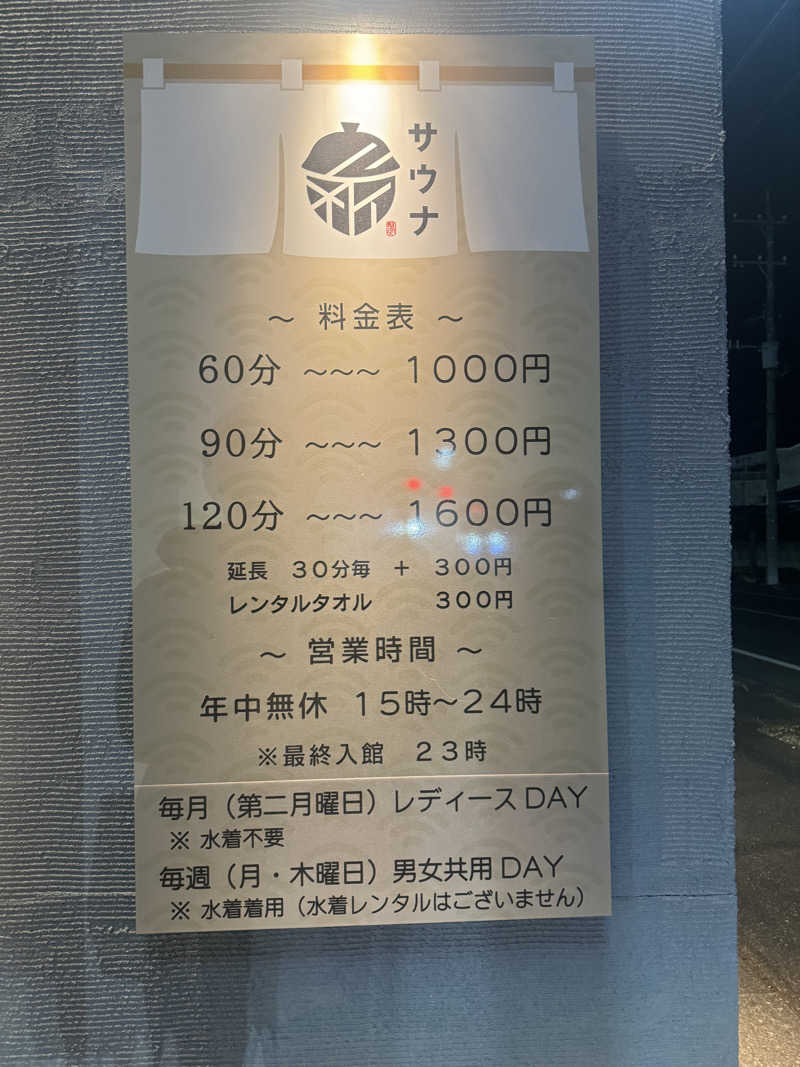 サウナ
～ 料金表 ～
60分 ～～～ 1000円
90分 ～～～ 1300円
120分 ～～～ 1600円
延長 30分毎 ＋ 300円
レンタルタオル 300円
～ 営業時間 ～
年中無休 15時～24時
※最終入館 23時
毎月（第二月曜日）レディースDAY
※ 水着不要
毎週（月・木曜日）男女共用DAY
※ 水着着用（水着レンタルはございません）